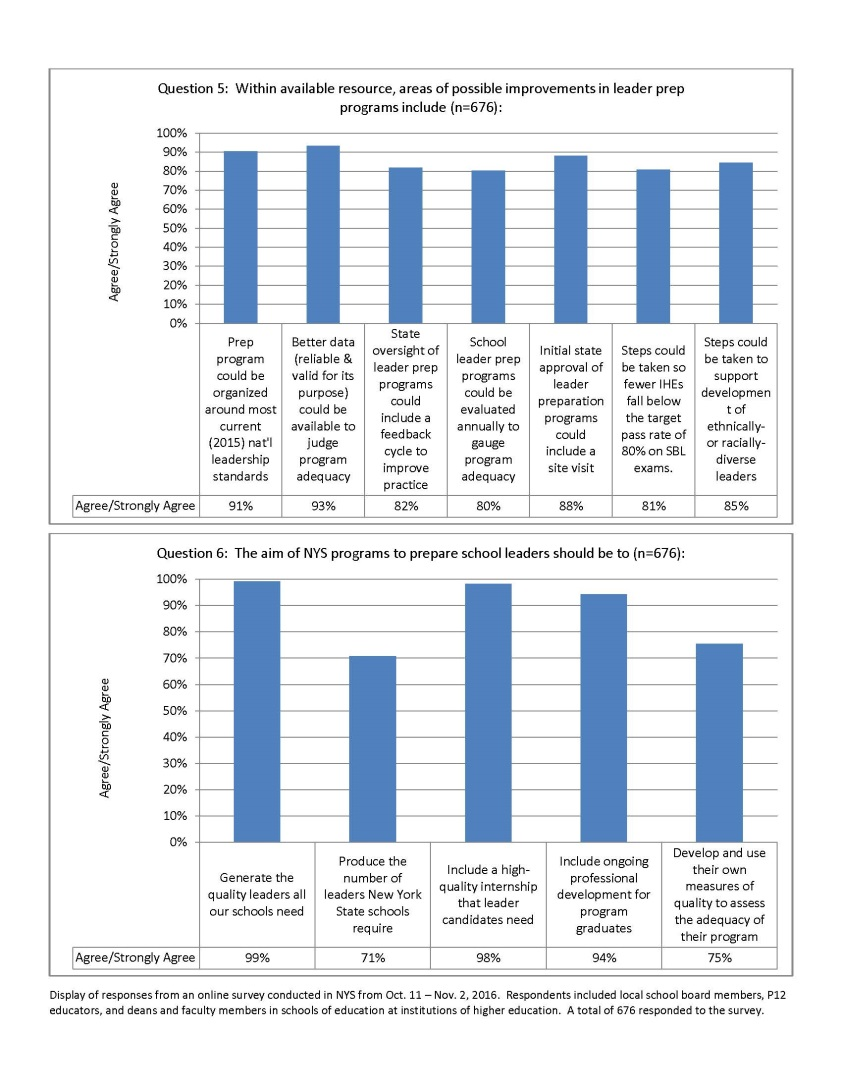 Question 5:  Within available resource, areas of possible improvements in leader prep
programs include (n=676):
Agree/Strongly Agree
100%
90%
80%
70%
60%
50%
40%
30%
20%
10%
0%
Prep
program
could be
organized
around most
current
(2015) nat'l
leadership
standards
Better data
(reliable &
valid for its
purpose)
could be
available to
judge
program
adequacy
State
oversight of
leader prep
programs
could
include a
feedback
cycle to
improve
practice
School
leader prep
programs
could be
evaluated
annually to
gauge
program
adequacy
Initial state
approval of
leader
preparation
programs
could
include a
site visit
Steps could
be taken so
fewer IHEs
fall below
the target
pass rate of
80% on SBL
exams.
Steps could
be taken to
support
developmen
t of
ethnically-
or racially-
diverse
leaders
Agree/Strongly Agree 91% 93% 82% 80% 88% 81% 85%
Question 6:  The aim of NYS programs to prepare school leaders should be to (n=676):
Agree/Strongly Agree
100%
90%
80%
70%
60%
50%
40%
30%
20%
10%
0%
Generate the
quality leaders all
our schools need
Produce the
number of
leaders New York
State schools
require
Include a high-
quality internship
that leader
candidates need
Include ongoing
professional
development for
program
graduates
Develop and use
their own
measures of
quality to assess
the adequacy of
their program
Agree/Strongly Agree 99% 71% 98% 94% 75%
Display of responses from an online survey conducted in NYS from Oct. 11 – Nov. 2, 2016.  Respondents included local school board members, P12
educators, and deans and faculty members in schools of education at institutions of higher education.  A total of 676 responded to the survey.